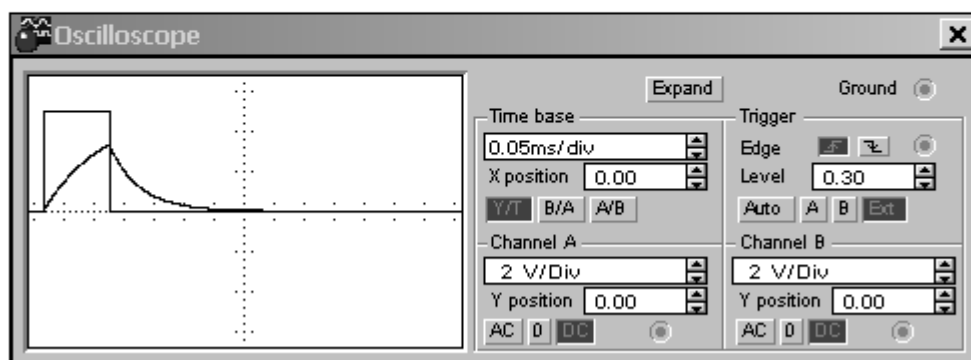 Oscilloscope
Expand Ground
Time base
0.05ms/div
X position 0.00
Y/T B/A A/B
Trigger
Edge
Level 0.30
Auto A B Ext
Channel A
2 V/Div
Y position 0.00
AC 0 DC
Channel B
2 V/Div
Y position 0.00
AC 0 DC